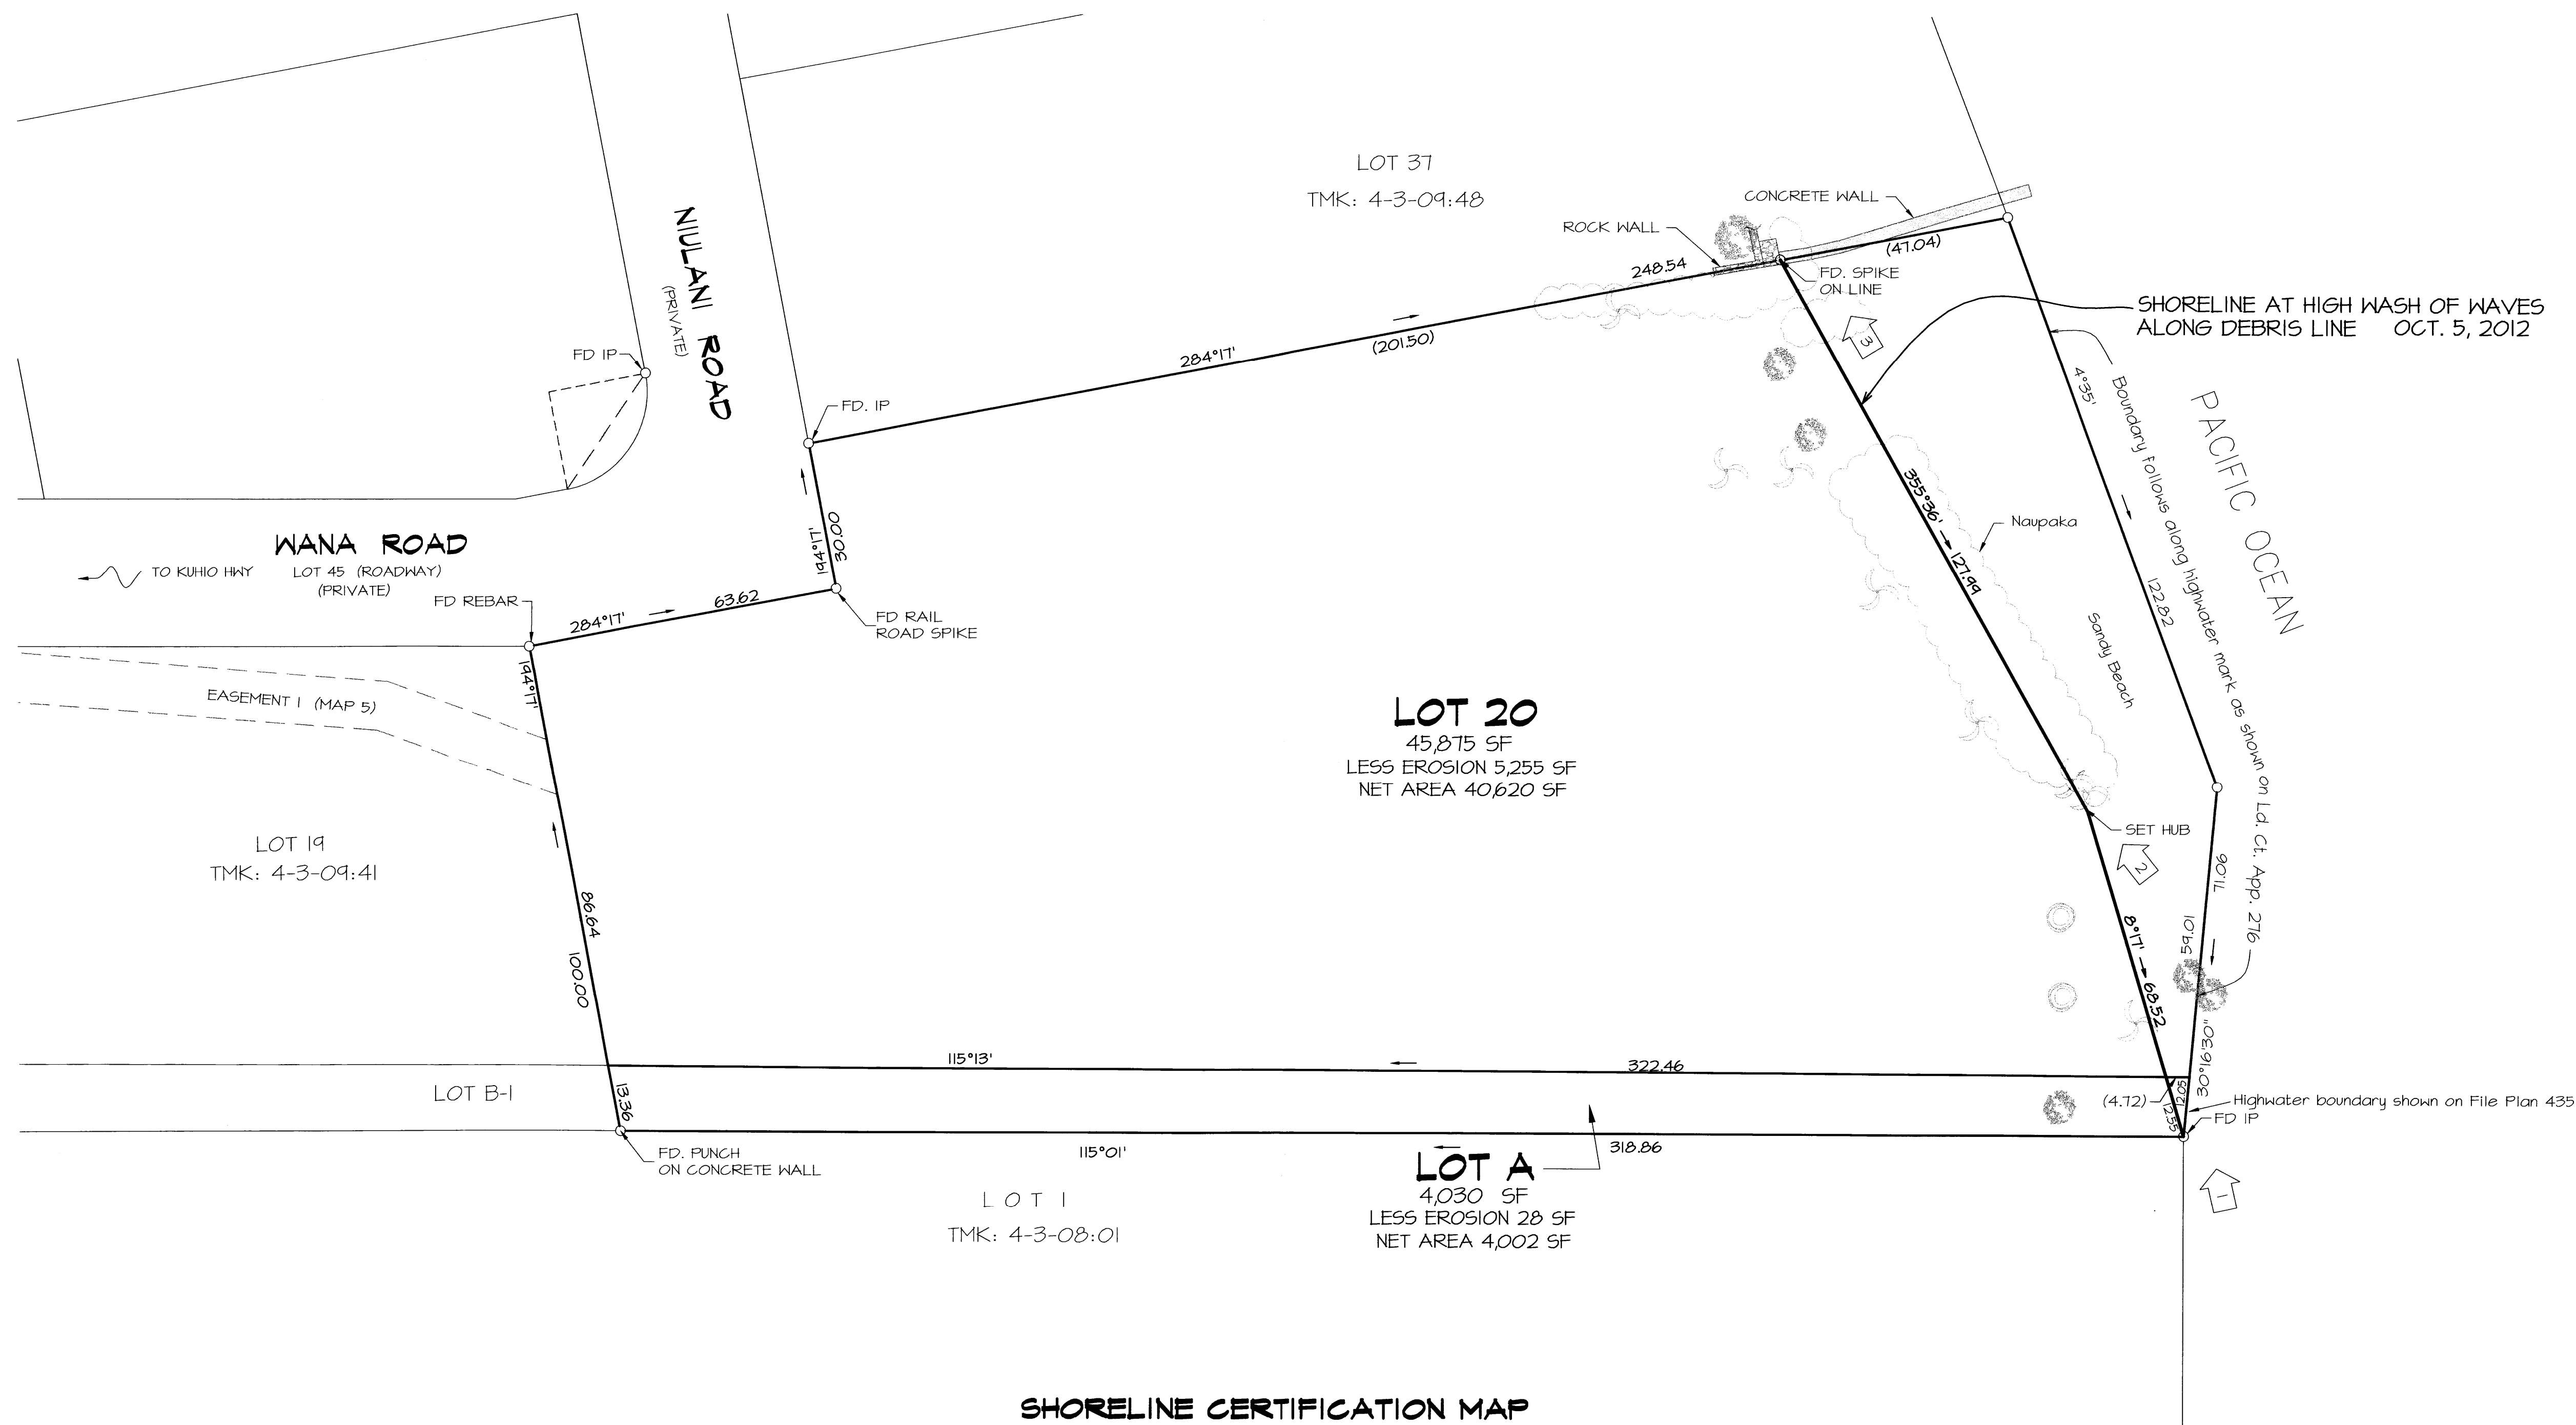 LOT 37
TMK: 4-3-09:48
CONCRETE WALL
ROCK WALL
(47.04)
248.54
FD. SPIKE
ON LINE
SHORELINE AT HIGH WASH OF WAVES
ALONG DEBRIS LINE OCT. 5, 2012
NIULANI ROAD
(PRIVATE)
FD IP
284°17'
(201.50)
3
FD. IP
4°35'
Boundary follows along highwater mark as shown on Ld. Ct. App. 276
PACIFIC OCEAN
355°36' 127.99
Naupaka
122.82
Sandy Beach
194°17'
30.00
WANA ROAD
TO KUHIO HWY
LOT 45 (ROADWAY)
(PRIVATE)
FD REBAR
284°17'
63.62
FD RAIL
ROAD SPIKE
194°17'
EASEMENT 1 (MAP 5)
LOT 20
45,875 SF
LESS EROSION 5,255 SF
NET AREA 40,620 SF
SET HUB
2
71.06
LOT 19
TMK: 4-3-09:41
86.64
100.00
59.01
8°17' 68.52
30°16'30"
115°13'
322.46
LOT B-1
13.36
(4.72)
12.05
12.55
Highwater boundary shown on File Plan 435
FD IP
FD. PUNCH
ON CONCRETE WALL
115°01'
318.86
LOT A
4,030 SF
LESS EROSION 28 SF
NET AREA 4,002 SF
LOT 1
TMK: 4-3-08:01
1
SHORELINE CERTIFICATION MAP